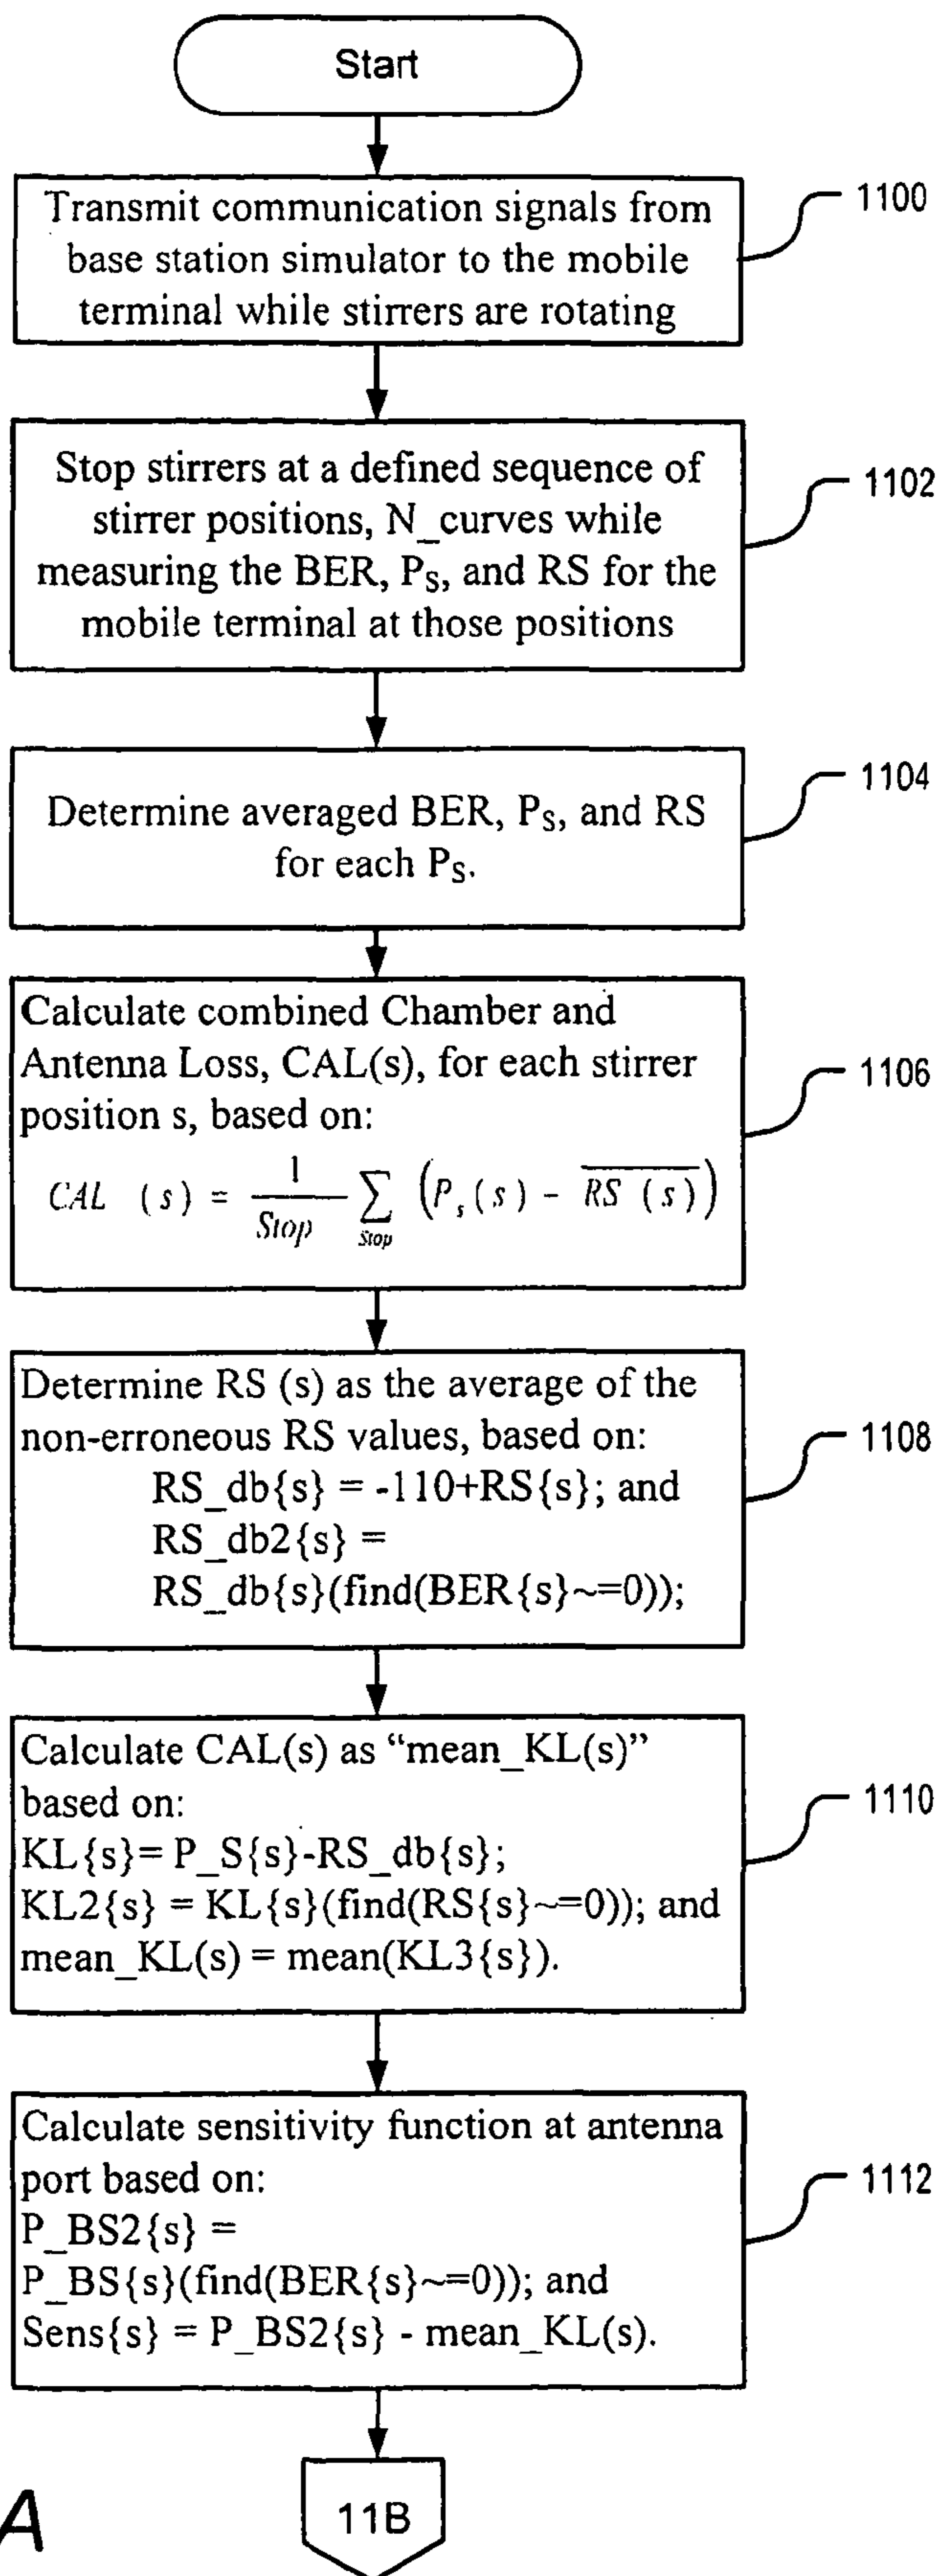 Start
Transmit communication signals from
base station simulator to the mobile
terminal while stirrers are rotating
1100
Stop stirrers at a defined sequence of
stirrer positions, N_curves while
measuring the BER, Pₛ, and RS for the
mobile terminal at those positions
1102
Determine averaged BER, Pₛ, and RS
for each Pₛ.
1104
Calculate combined Chamber and
Antenna Loss, CAL(s), for each stirrer
position s, based on:
CAL (s) = 1/Stop ∑_Stop (Pₛ(s) - \overline{RS (s)})
1106
Determine RS (s) as the average of the
non-erroneous RS values, based on:
RS_db{s} = -110+RS{s}; and
RS_db2{s} =
RS_db{s}(find(BER{s}~=0));
1108
Calculate CAL(s) as “mean_KL(s)”
based on:
KL{s}= P_S{s}-RS_db{s};
KL2{s} = KL{s}(find(RS{s}~=0)); and
mean_KL(s) = mean(KL3{s}).
1110
Calculate sensitivity function at antenna
port based on:
P_BS2{s} =
P_BS{s}(find(BER{s}~=0)); and
Sens{s} = P_BS2{s} - mean_KL(s).
1112
11B
A